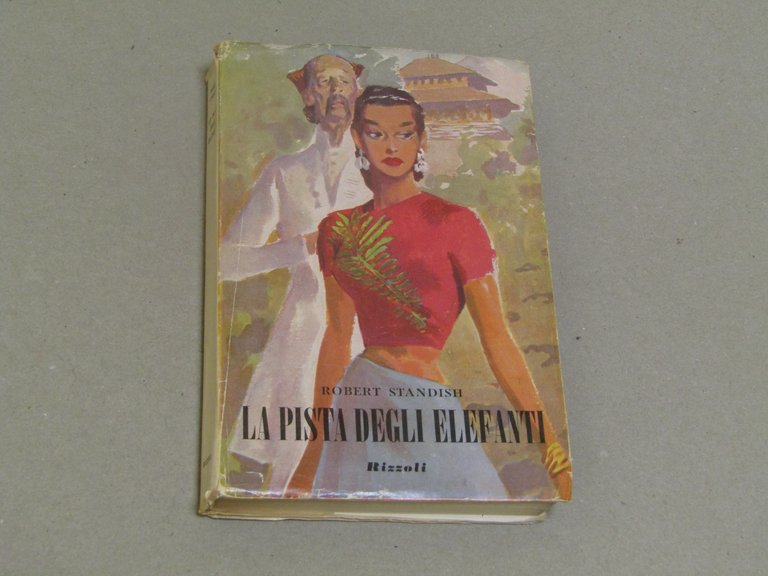 ROBERT STANDISH
LA PISTA DEGLI ELEFANTI
Rizzoli